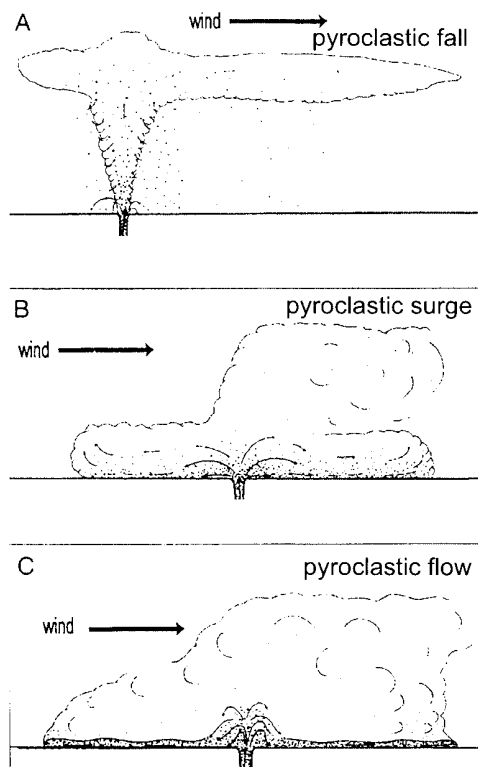 A
wind
pyroclastic fall
B
pyroclastic surge
wind
C
pyroclastic flow
wind